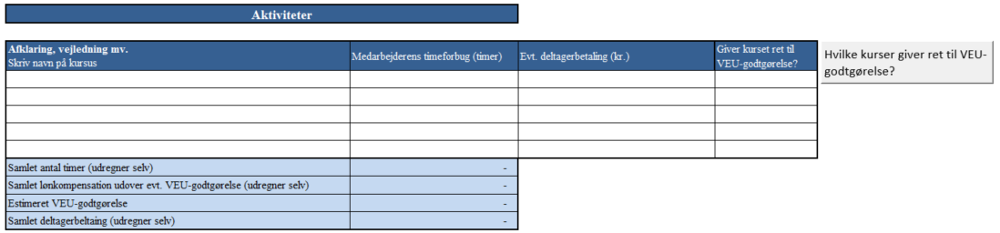 Aktiviteter
Afklaring, vejledning mv.
Skriv navn på kursus
Medarbejderens timeforbug (timer)
Evt. deltagerbetaling (kr.)
Giver kurset ret til
VEU-godtgørelse?
Hvilke kurser giver ret til VEU-
godtgørelse?
Samlet antal timer (udregner selv) -
Samlet lønkompensation udover evt. VEU-godtgørelse (udregner selv) -
Estimeret VEU-godtgørelse -
Samlet deltagerbeltaing (udregner selv) -